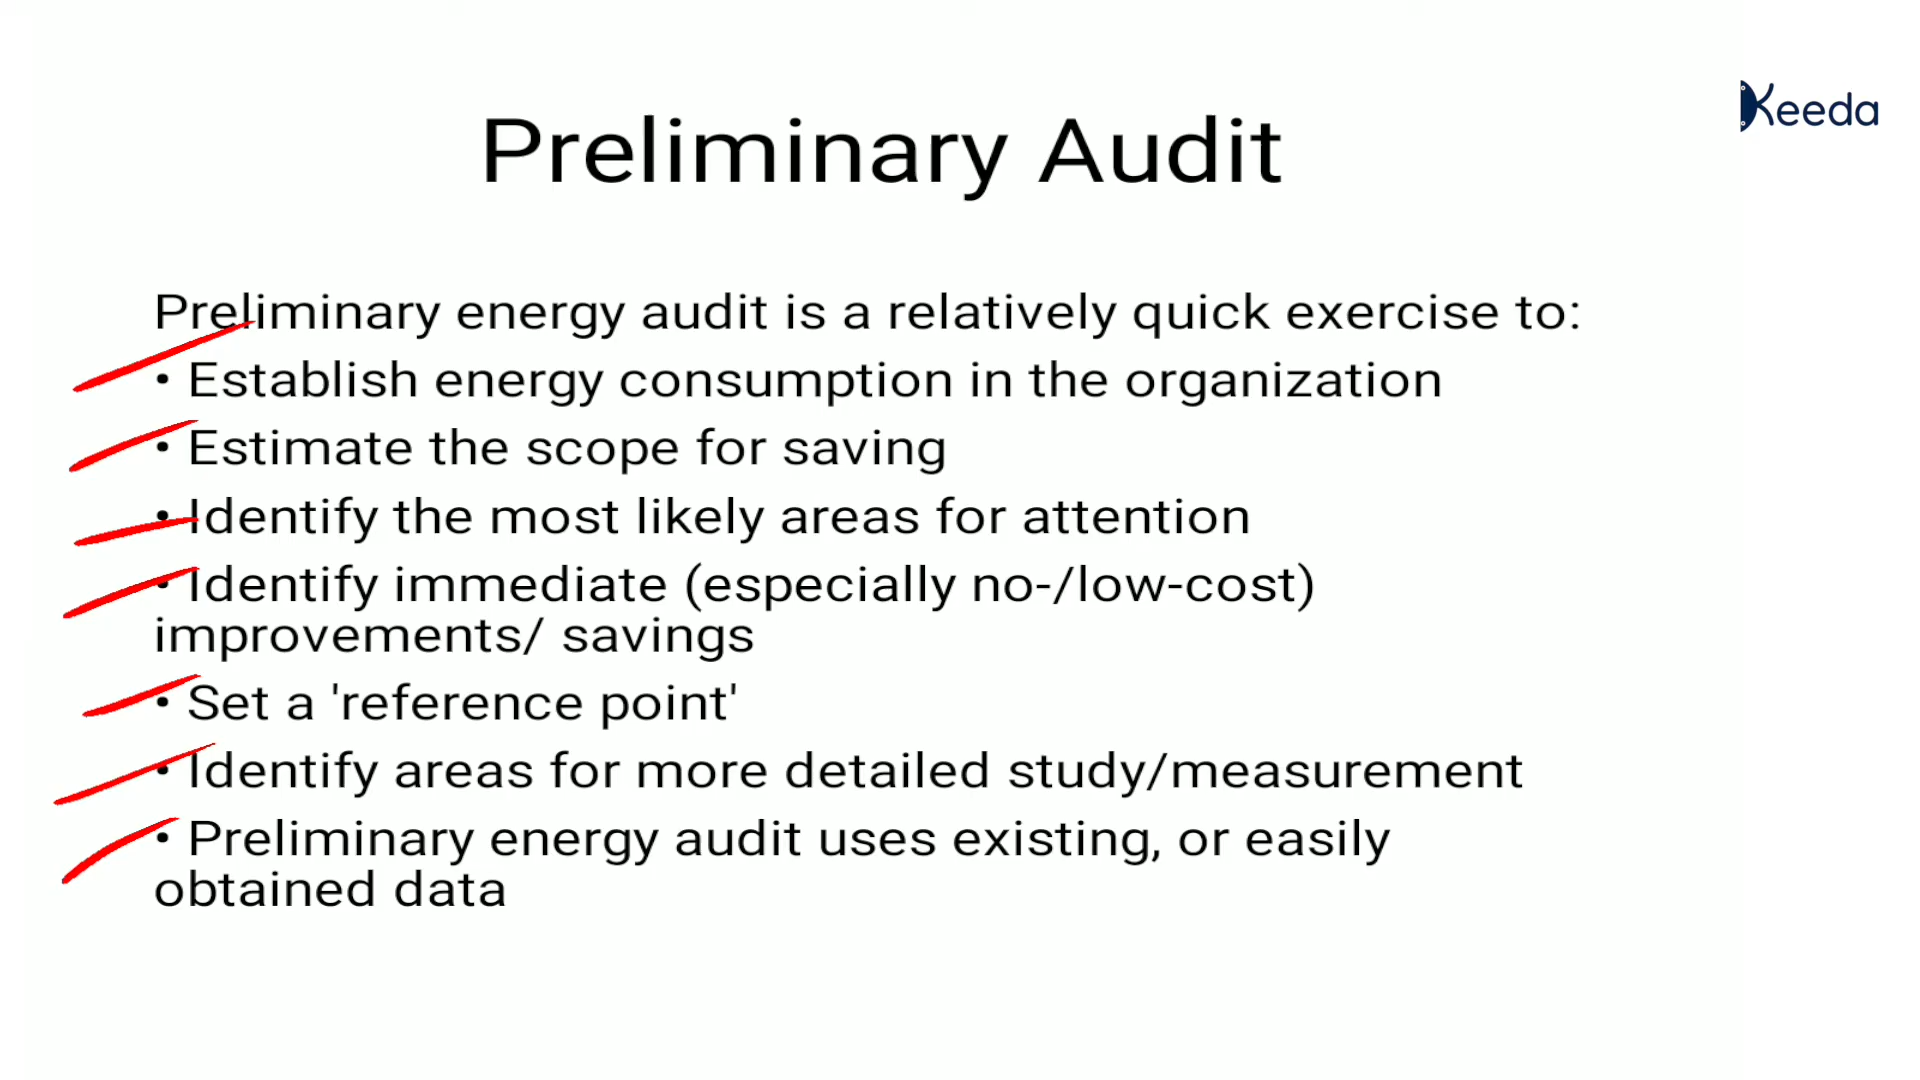 Keeda
Preliminary Audit
Preliminary energy audit is a relatively quick exercise to:
• Establish energy consumption in the organization
• Estimate the scope for saving
• Identify the most likely areas for attention
• Identify immediate (especially no-/low-cost)
improvements/ savings
• Set a 'reference point'
• Identify areas for more detailed study/measurement
• Preliminary energy audit uses existing, or easily
obtained data